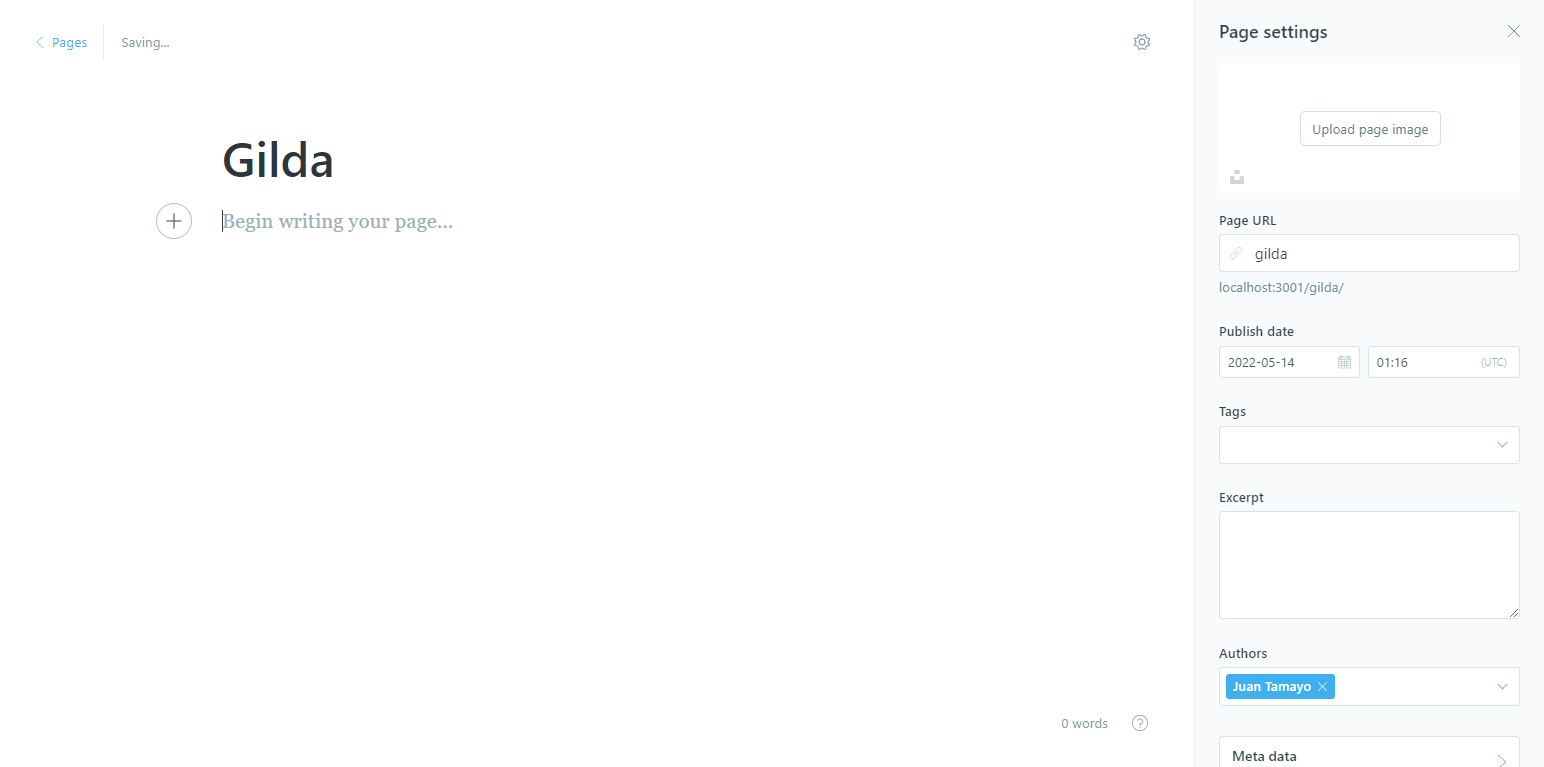 Pages
Saving...
Gilda
Begin writing your page...
0 words
Page settings
Upload page image
Page URL
gilda
localhost:3001/gilda/
Publish date
2022-05-14
01:16 (UTC)
Tags
Excerpt
Authors
Juan Tamayo
Meta data